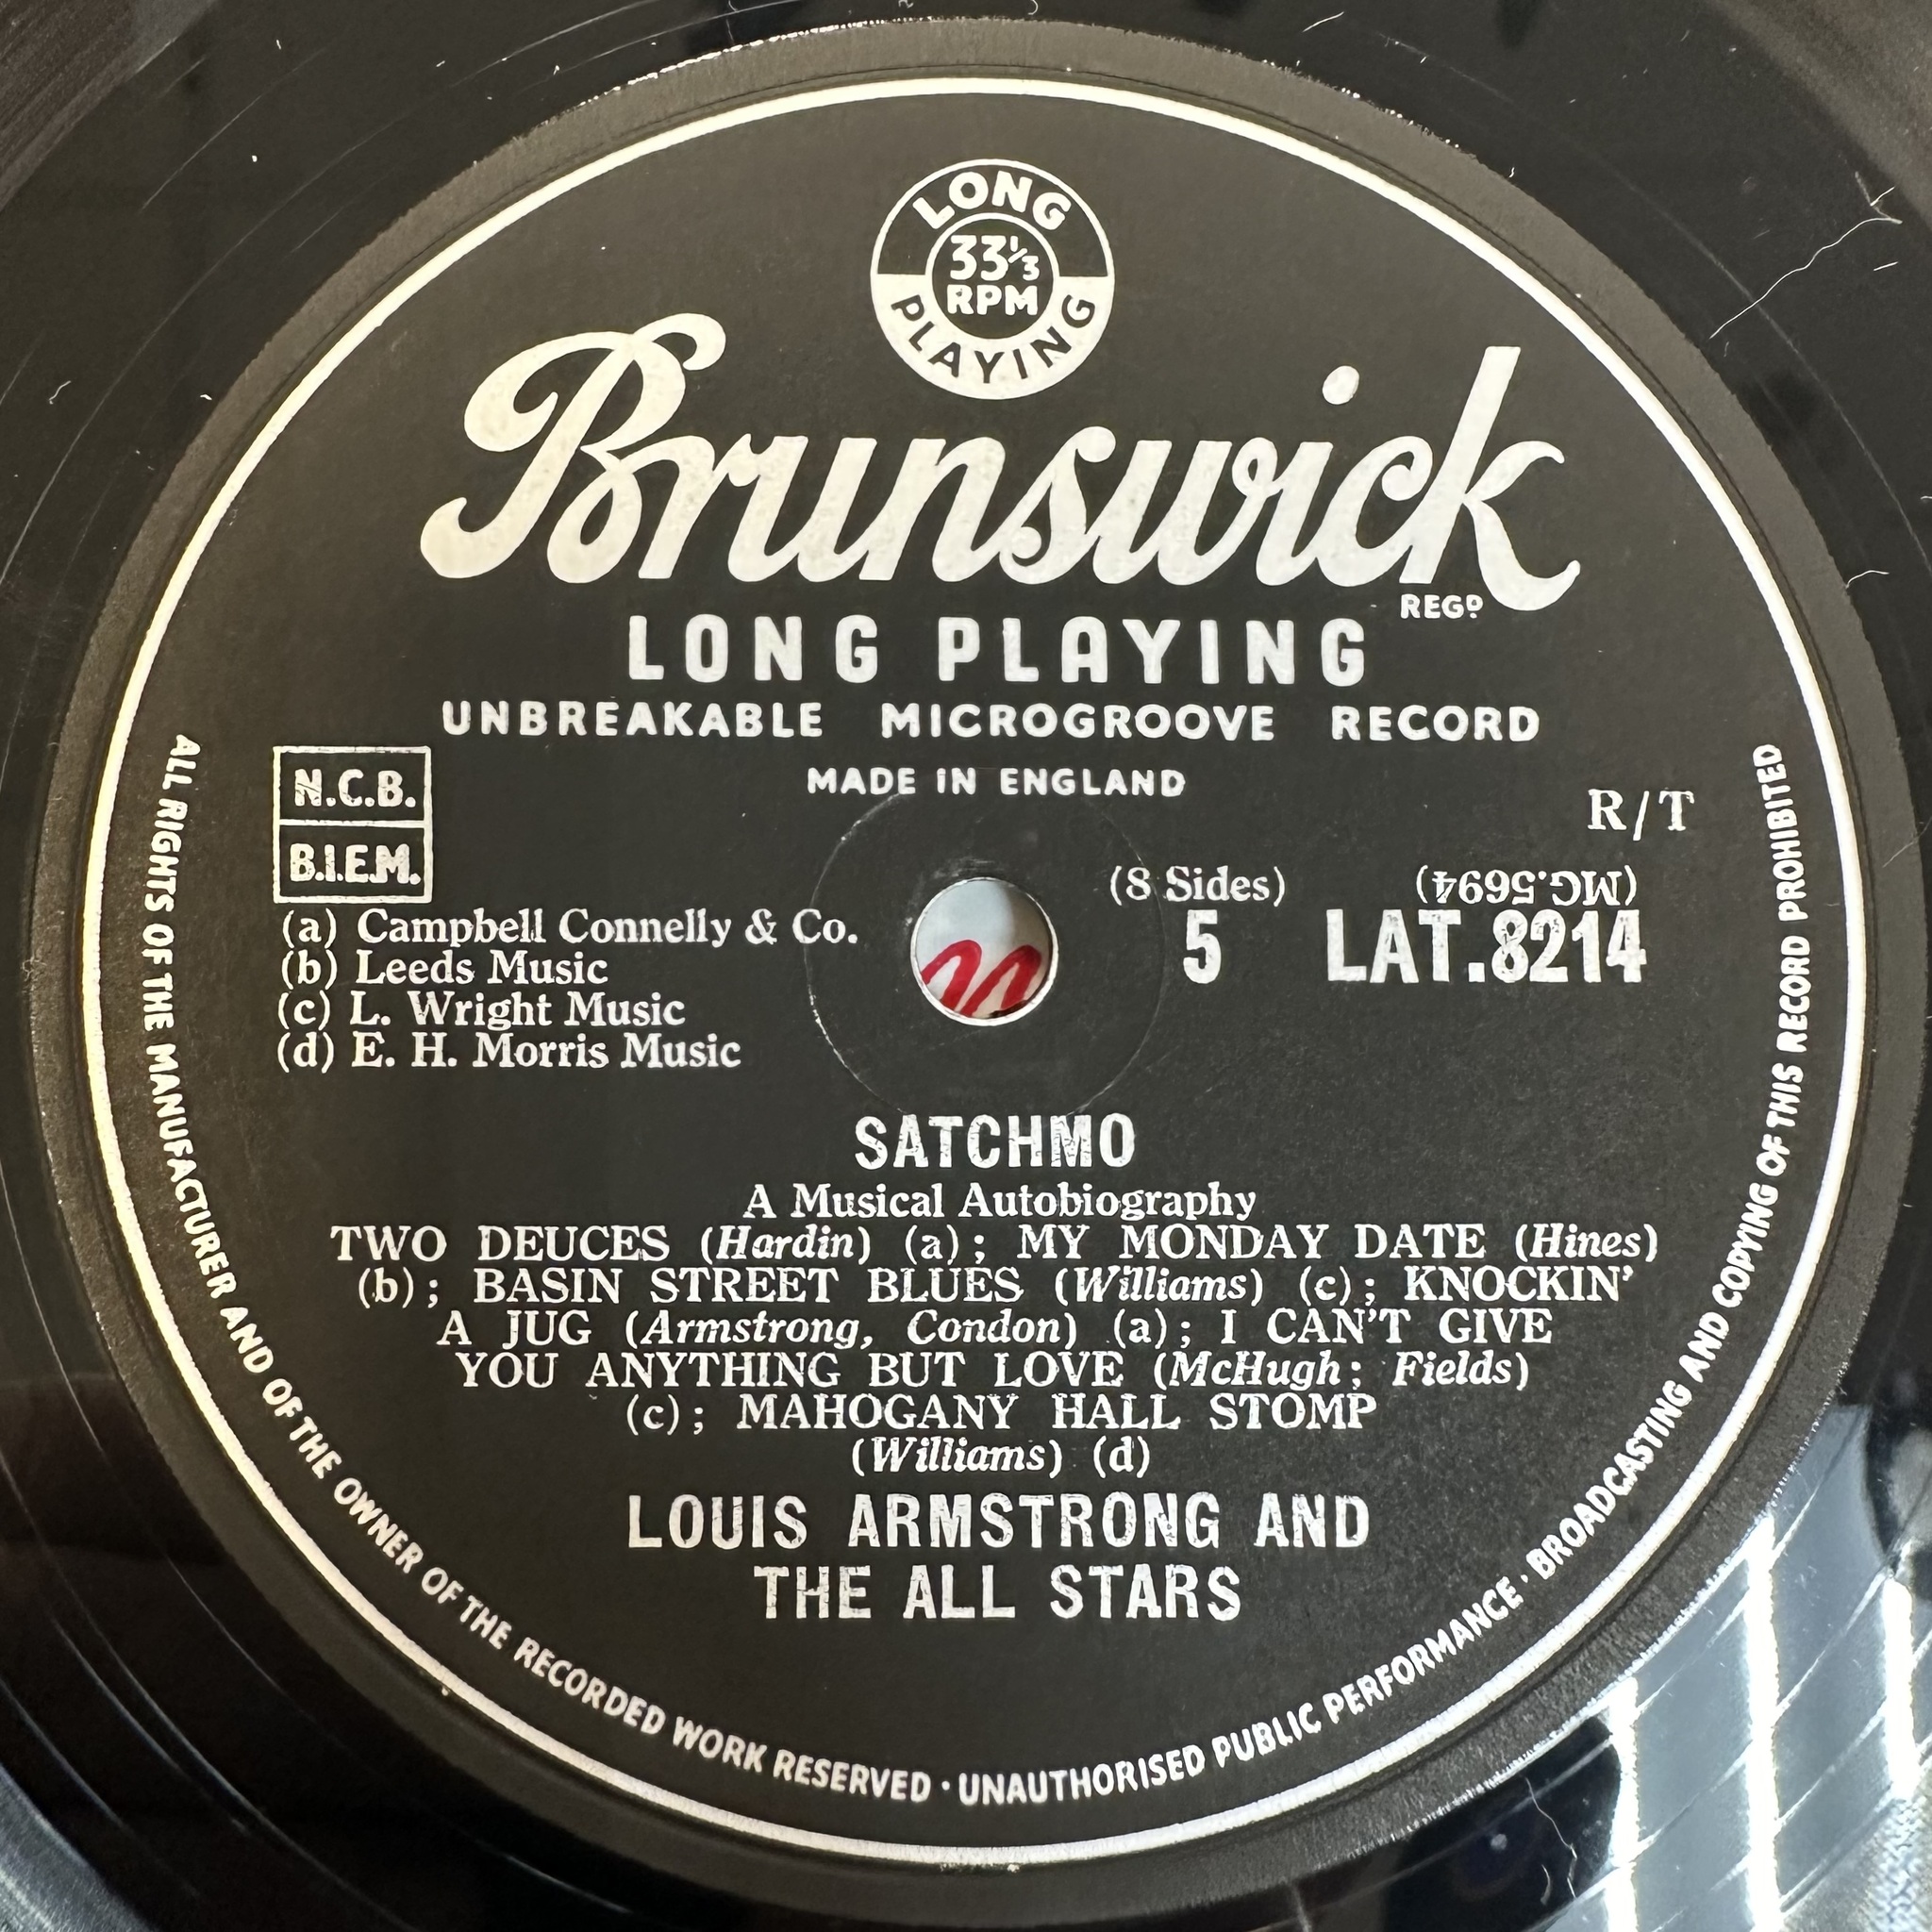 LONG
33⅓
RPM
PLAYING
Brunswick
REGᴰ
LONG PLAYING
UNBREAKABLE MICROGROOVE RECORD
MADE IN ENGLAND
N.C.B.
B.I.E.M.
R/T
(8 Sides)
(MG.5694)
5 LAT.8214
(a) Campbell Connelly & Co.
(b) Leeds Music
(c) L. Wright Music
(d) E. H. Morris Music
SATCHMO
A Musical Autobiography
TWO DEUCES (Hardin) (a); MY MONDAY DATE (Hines)
(b); BASIN STREET BLUES (Williams) (c); KNOCKIN'
A JUG (Armstrong, Condon) (a); I CAN'T GIVE
YOU ANYTHING BUT LOVE (McHugh; Fields)
(c); MAHOGANY HALL STOMP
(Williams) (d)
LOUIS ARMSTRONG AND
THE ALL STARS
ALL RIGHTS OF THE MANUFACTURER AND OF THE OWNER OF THE RECORDED WORK RESERVED · UNAUTHORISED PUBLIC PERFORMANCE · BROADCASTING AND COPYING OF THIS RECORD PROHIBITED